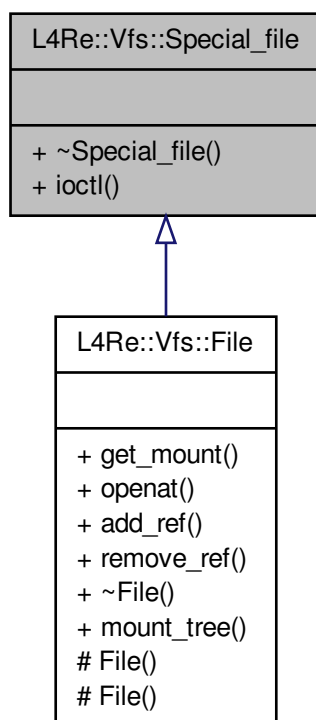 L4Re::Vfs::Special_file
+ ~Special_file()
+ ioctl()
L4Re::Vfs::File
+ get_mount()
+ openat()
+ add_ref()
+ remove_ref()
+ ~File()
+ mount_tree()
# File()
# File()